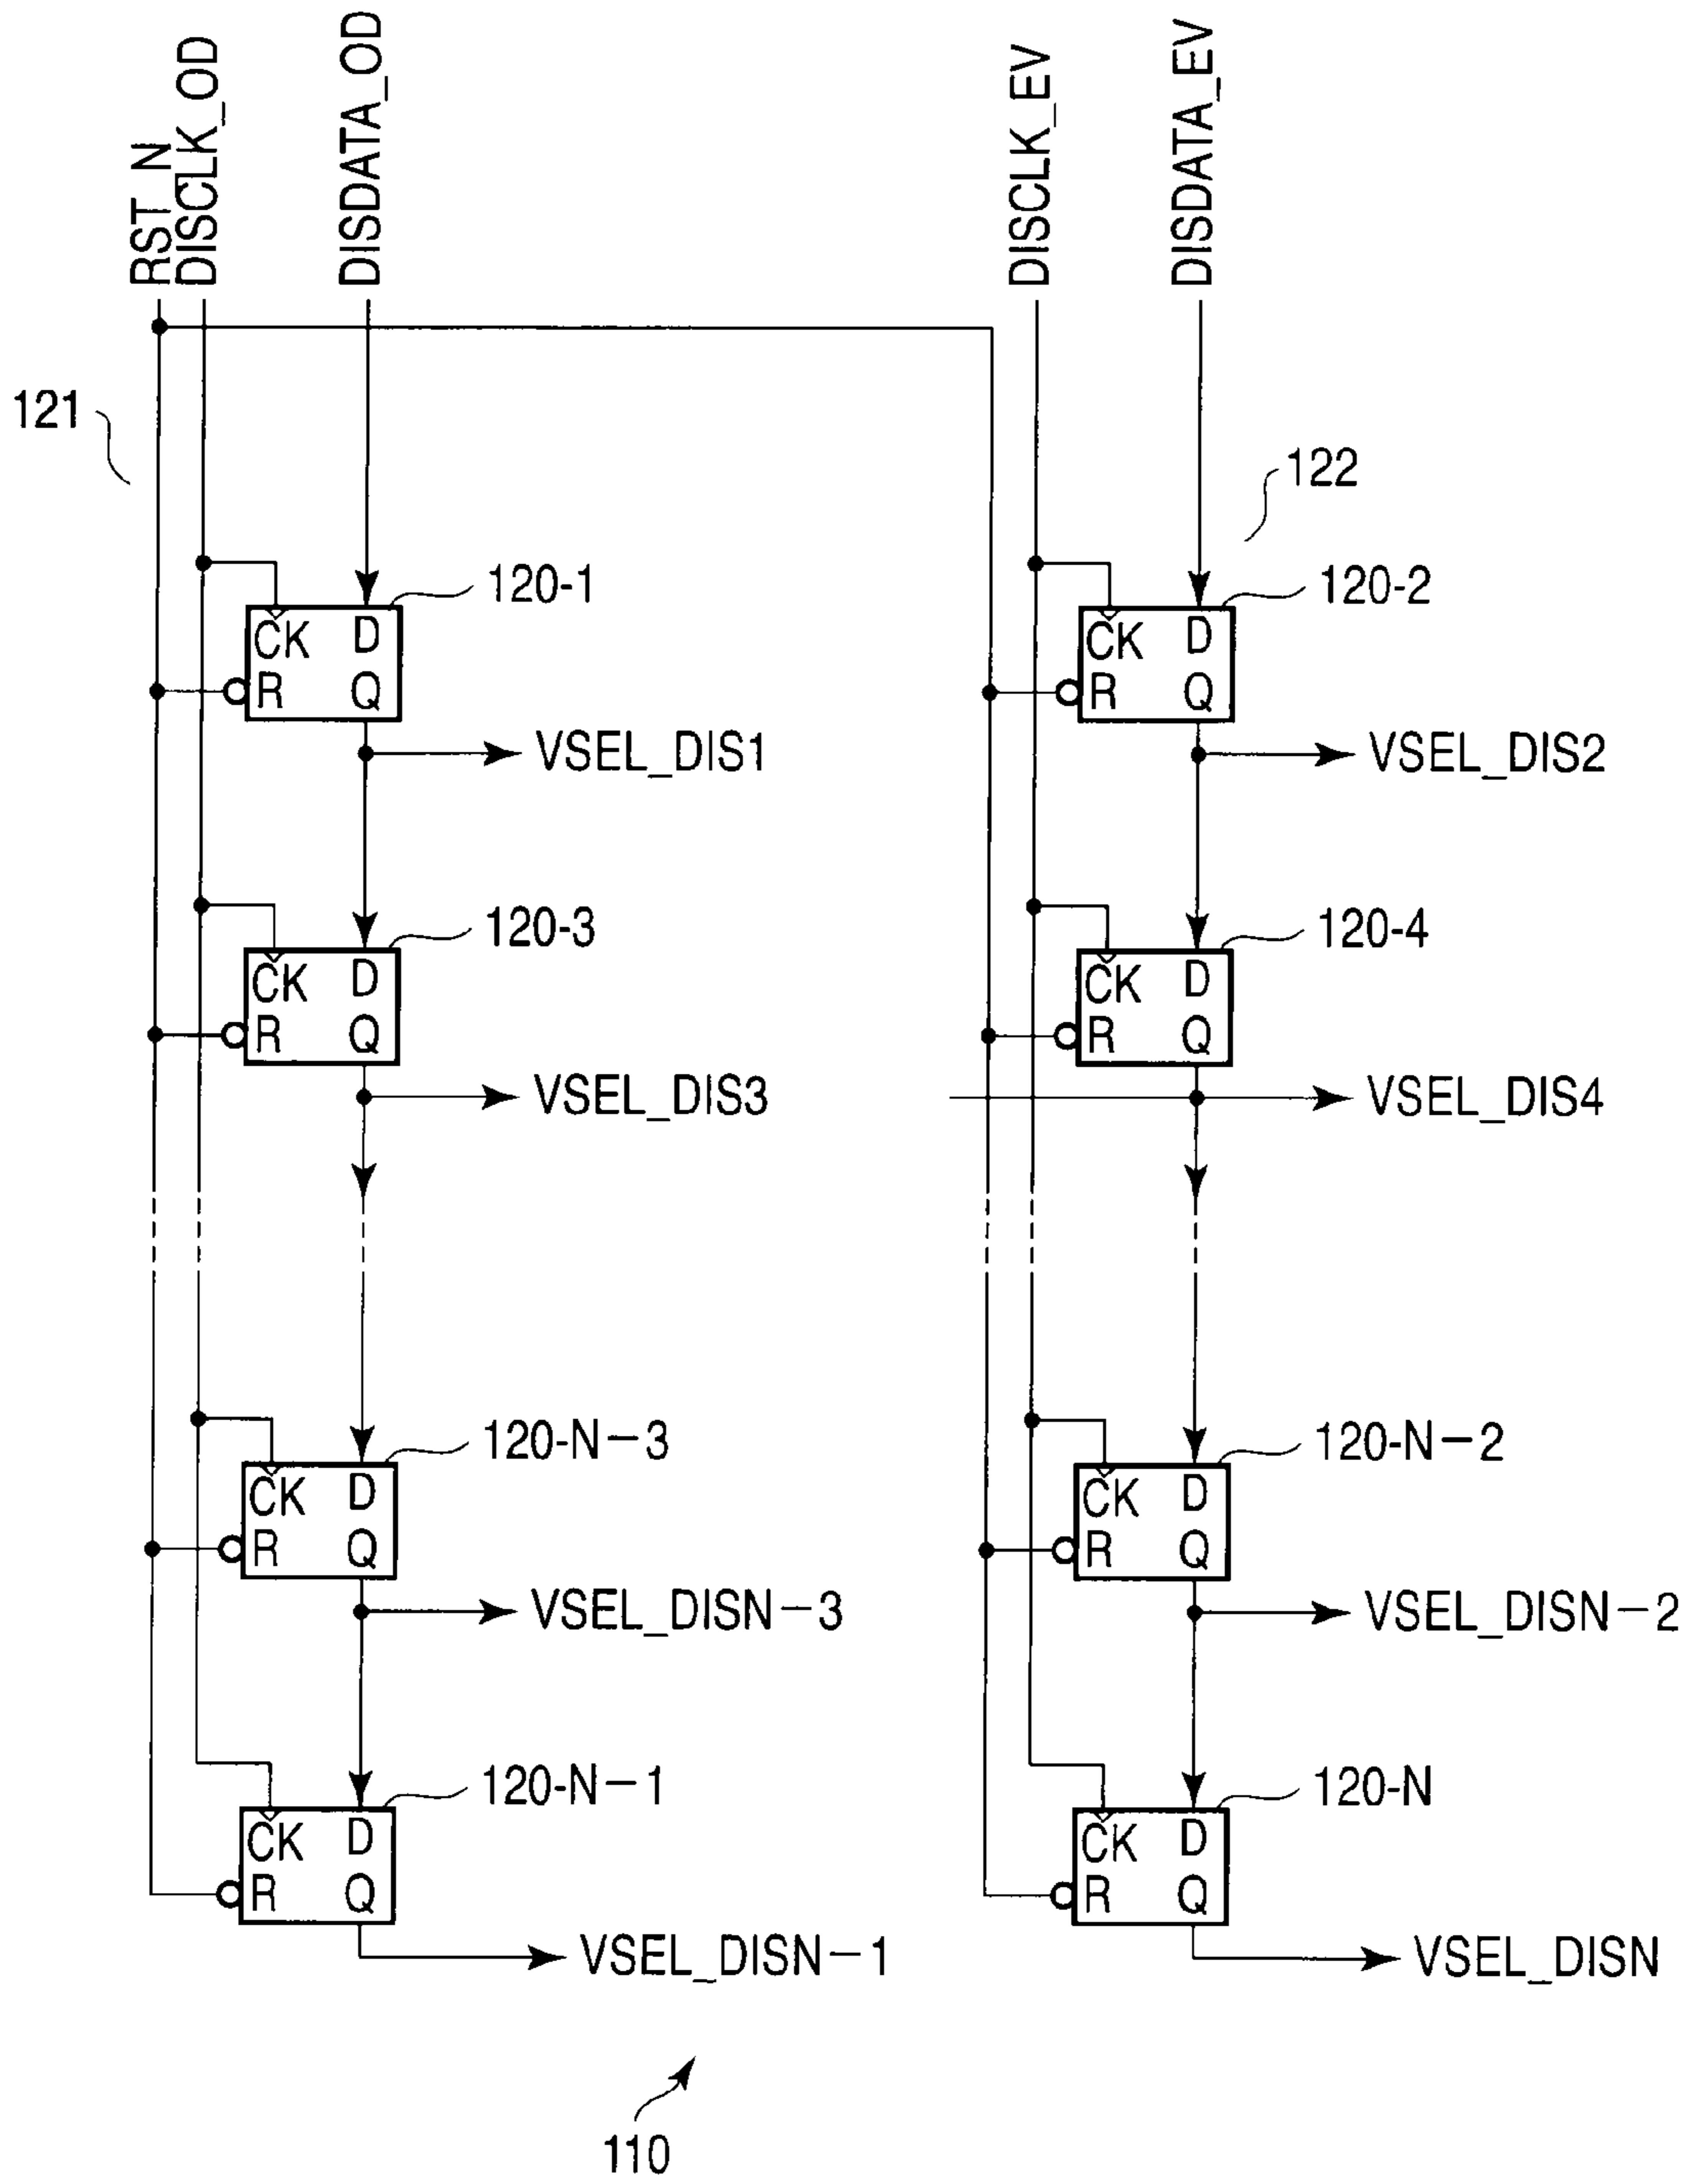 RST_N
DISCLK_OD
DISDATA_OD
DISCLK_EV
DISDATA_EV
121
122
120-1
CK D
R Q
VSEL_DIS1
120-2
CK D
R Q
VSEL_DIS2
120-3
CK D
R Q
VSEL_DIS3
120-4
CK D
R Q
VSEL_DIS4
120-N-3
CK D
R Q
VSEL_DISN-3
120-N-2
CK D
R Q
VSEL_DISN-2
120-N-1
CK D
R Q
VSEL_DISN-1
120-N
CK D
R Q
VSEL_DISN
110